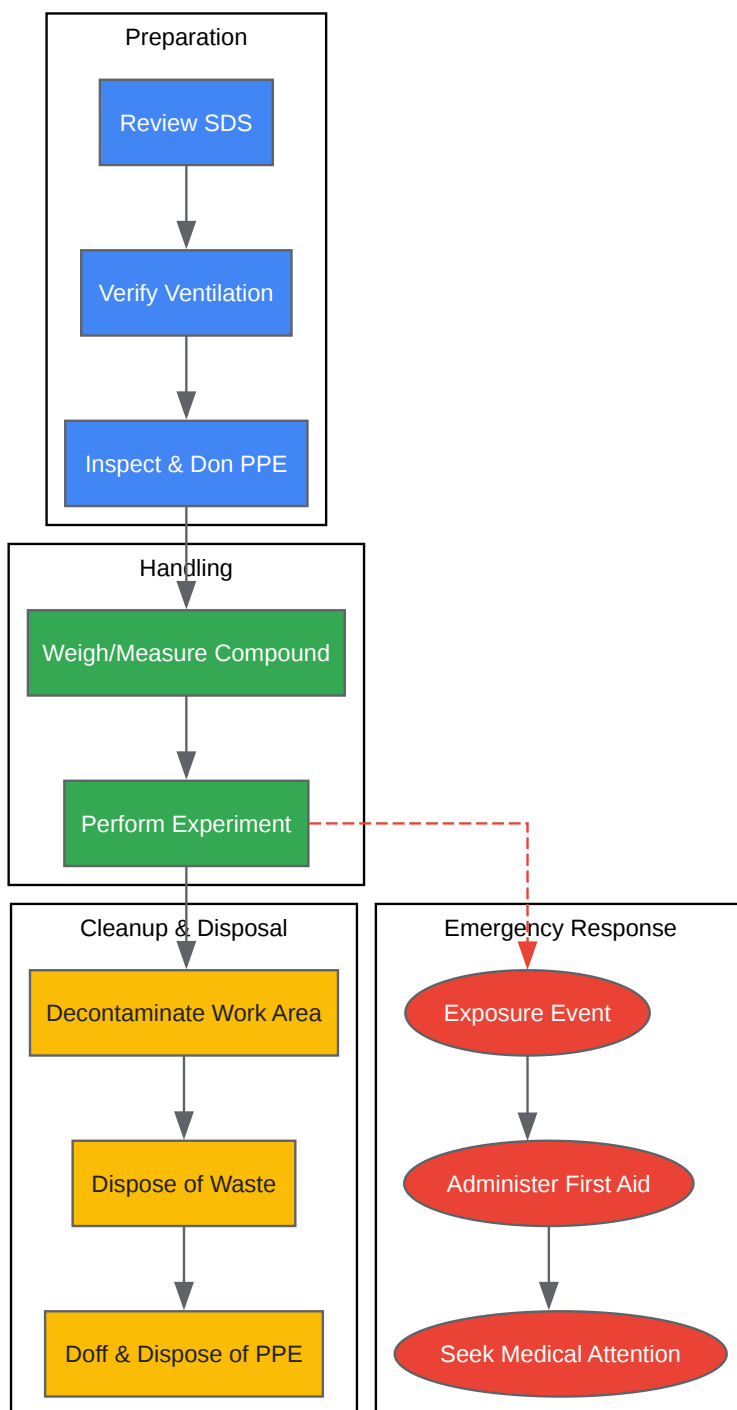 Preparation
Review SDS
Verify Ventilation
Inspect & Don PPE
Handling
Weigh/Measure Compound
Perform Experiment
Cleanup & Disposal
Decontaminate Work Area
Dispose of Waste
Doff & Dispose of PPE
Emergency Response
Exposure Event
Administer First Aid
Seek Medical Attention